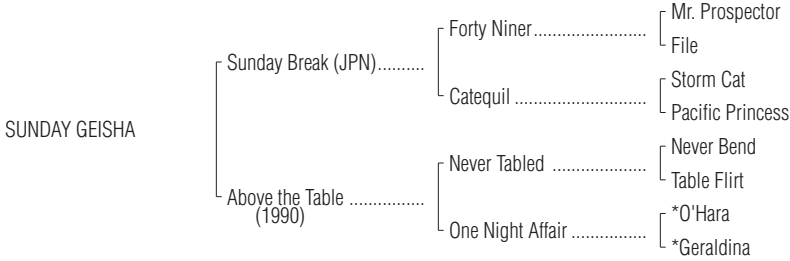 Mr. Prospector
Forty Niner........................
File
Sunday Break (JPN)..........
Storm Cat
Catequil ............................
Pacific Princess
SUNDAY GEISHA
Never Bend
Never Tabled ....................
Table Flirt
Above the Table ................
(1990)
*O'Hara
One Night Affair ................
*Geraldina